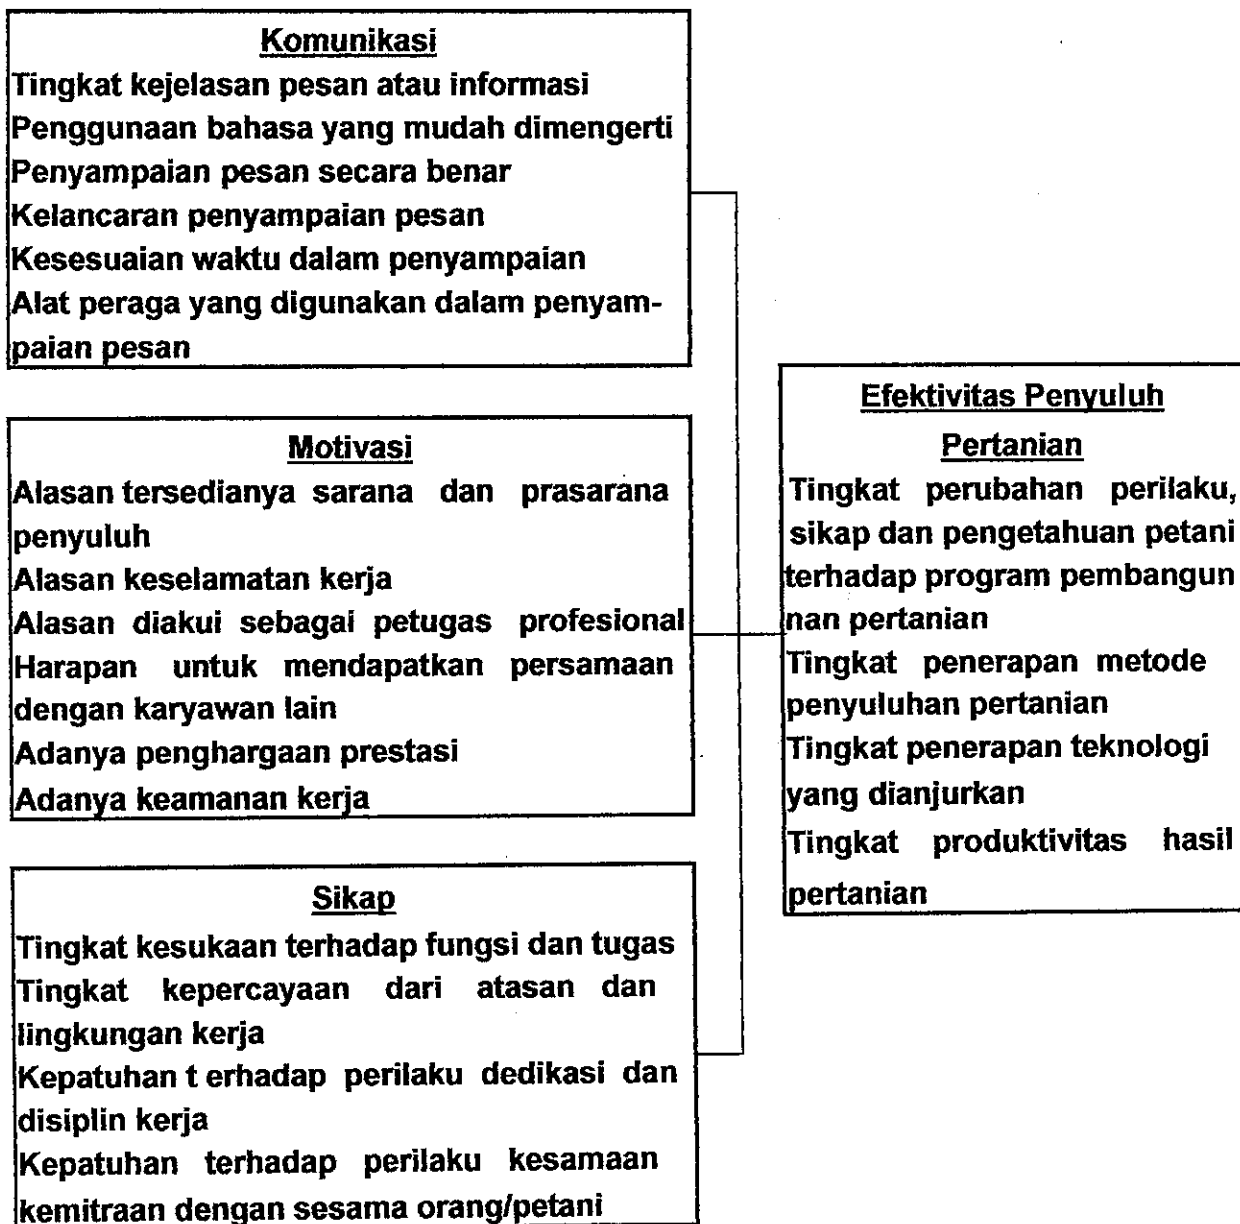 Komunikasi
Tingkat kejelasan pesan atau informasi
Penggunaan bahasa yang mudah dimengerti
Penyampaian pesan secara benar
Kelancaran penyampaian pesan
Kesesuaian waktu dalam penyampaian
Alat peraga yang digunakan dalam penyam-
paian pesan
Motivasi
Alasan tersedianya sarana dan prasarana
penyuluh
Alasan keselamatan kerja
Alasan diakui sebagai petugas profesional
Harapan untuk mendapatkan persamaan
dengan karyawan lain
Adanya penghargaan prestasi
Adanya keamanan kerja
Sikap
Tingkat kesukaan terhadap fungsi dan tugas
Tingkat kepercayaan dari atasan dan
lingkungan kerja
Kepatuhan t erhadap perilaku dedikasi dan
disiplin kerja
Kepatuhan terhadap perilaku kesamaan
kemitraan dengan sesama orang/petani
Efektivitas Penyuluh
Pertanian
Tingkat perubahan perilaku,
sikap dan pengetahuan petani
terhadap program pembangun
nan pertanian
Tingkat penerapan metode
penyuluhan pertanian
Tingkat penerapan teknologi
yang dianjurkan
Tingkat produktivitas hasil
pertanian